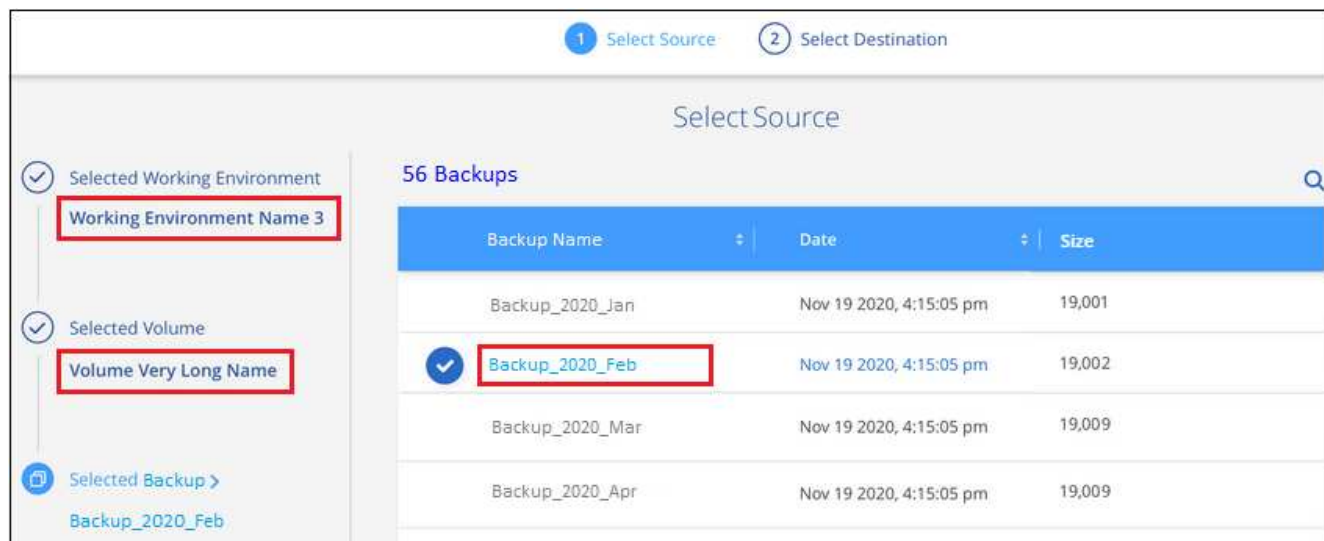 1 Select Source 2 Select Destination
Select Source
Selected Working Environment
Working Environment Name 3
Selected Volume
Volume Very Long Name
Selected Backup >
Backup_2020_Feb
56 Backups
Backup Name Date Size
Backup_2020_Jan Nov 19 2020, 4:15:05 pm 19,001
Backup_2020_Feb Nov 19 2020, 4:15:05 pm 19,002
Backup_2020_Mar Nov 19 2020, 4:15:05 pm 19,009
Backup_2020_Apr Nov 19 2020, 4:15:05 pm 19,009